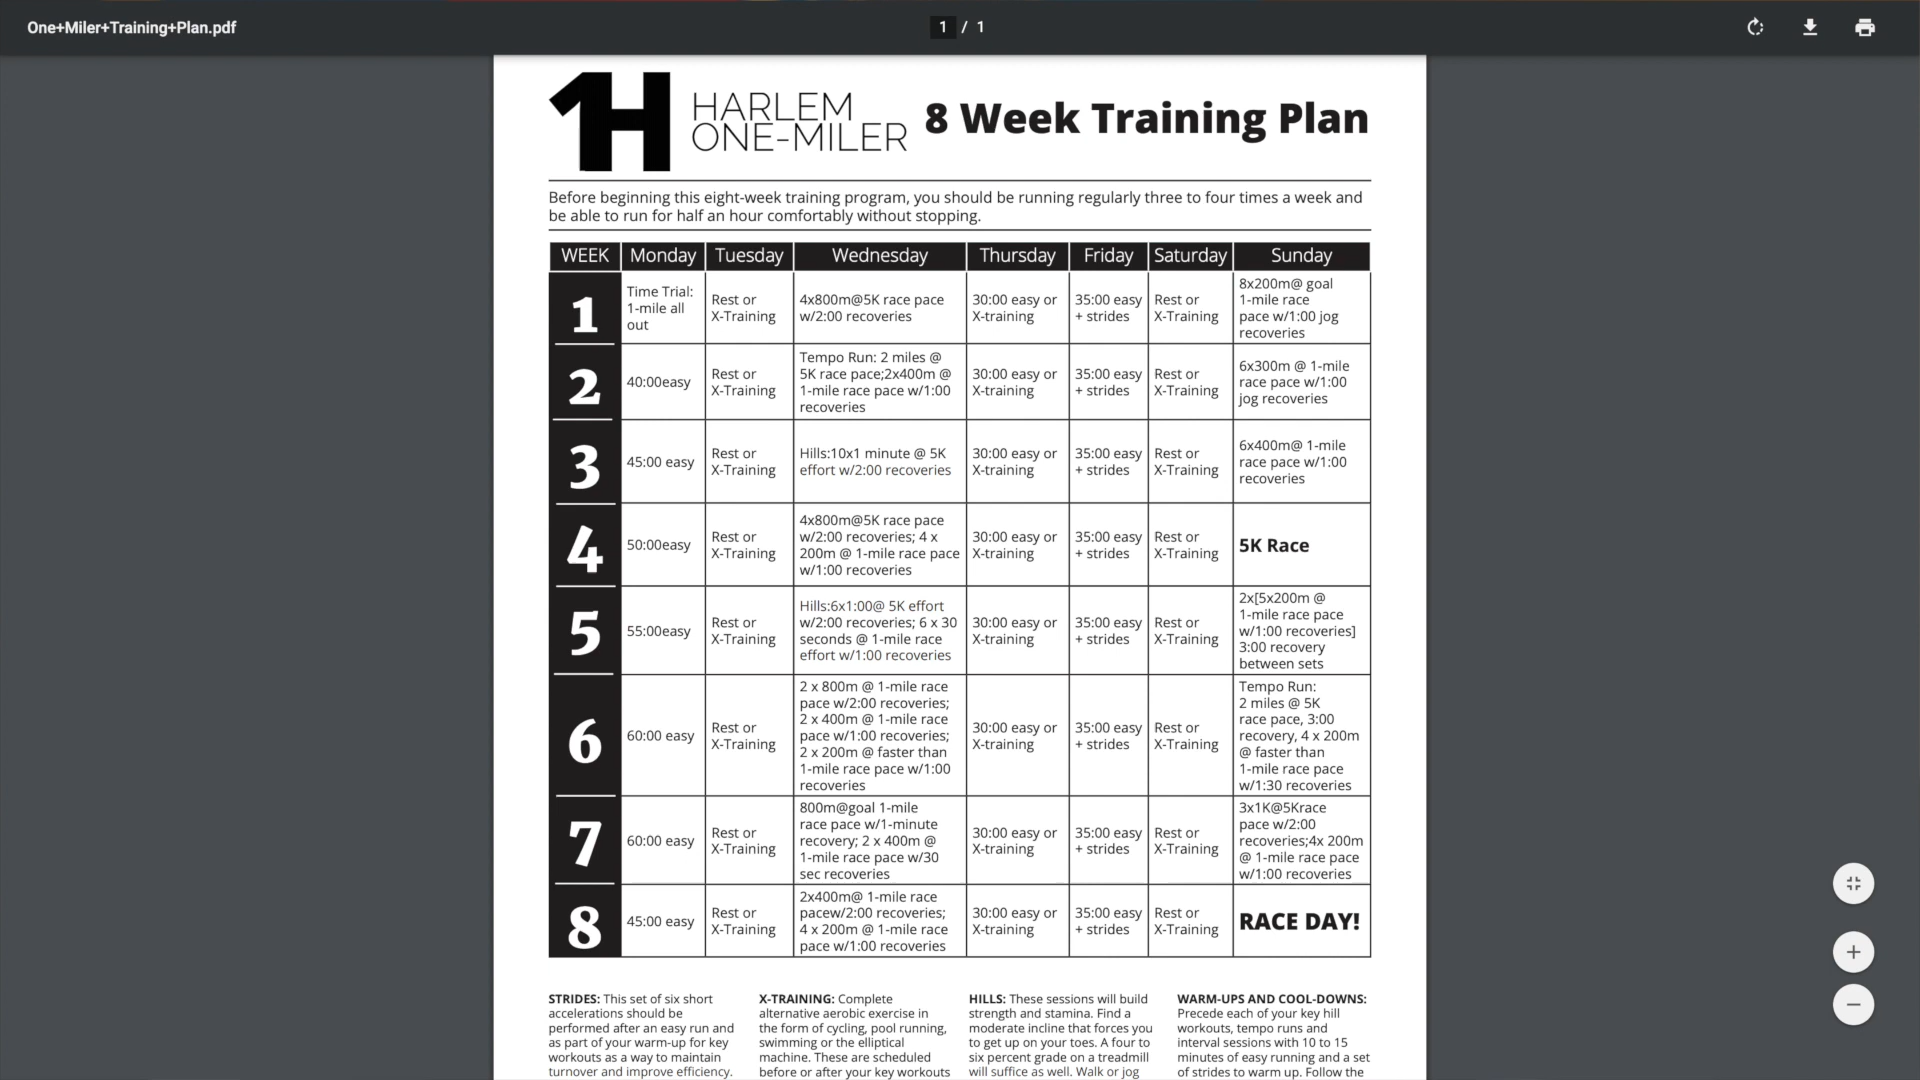 One+Miler+Training+Plan.pdf
1 / 1
1H
HARLEM
ONE-MILER
8 Week Training Plan
Before beginning this eight-week training program, you should be running regularly three to four times a week and
be able to run for half an hour comfortably without stopping.
WEEK
Monday
Tuesday
Wednesday
Thursday
Friday
Saturday
Sunday
1
Time Trial:
1-mile all
out
Rest or
X-Training
4x800m@5K race pace
w/2:00 recoveries
30:00 easy or
X-training
35:00 easy
+ strides
Rest or
X-Training
8x200m@ goal
1-mile race
pace w/1:00 jog
recoveries
2
40:00easy
Rest or
X-Training
Tempo Run: 2 miles @
5K race pace;2x400m @
1-mile race pace w/1:00
recoveries
30:00 easy or
X-training
35:00 easy
+ strides
Rest or
X-Training
6x300m @ 1-mile
race pace w/1:00
jog recoveries
3
45:00 easy
Rest or
X-Training
Hills:10x1 minute @ 5K
effort w/2:00 recoveries
30:00 easy or
X-training
35:00 easy
+ strides
Rest or
X-Training
6x400m@ 1-mile
race pace w/1:00
recoveries
4
50:00easy
Rest or
X-Training
4x800m@5K race pace
w/2:00 recoveries; 4 x
200m @ 1-mile race pace
w/1:00 recoveries
30:00 easy or
X-training
35:00 easy
+ strides
Rest or
X-Training
5K Race
5
55:00easy
Rest or
X-Training
Hills:6x1:00@ 5K effort
w/2:00 recoveries; 6 x 30
seconds @ 1-mile race
effort w/1:00 recoveries
30:00 easy or
X-training
35:00 easy
+ strides
Rest or
X-Training
2x[5x200m @
1-mile race pace
w/1:00 recoveries]
3:00 recovery
between sets
6
60:00 easy
Rest or
X-Training
2 x 800m @ 1-mile race
pace w/2:00 recoveries;
2 x 400m @ 1-mile race
pace w/1:00 recoveries;
2 x 200m @ faster than
1-mile race pace w/1:00
recoveries
30:00 easy or
X-training
35:00 easy
+ strides
Rest or
X-Training
Tempo Run:
2 miles @ 5K
race pace, 3:00
recovery, 4 x 200m
@ faster than
1-mile race pace
w/1:30 recoveries
7
60:00 easy
Rest or
X-Training
800m@goal 1-mile
race pace w/1-minute
recovery; 2 x 400m @
1-mile race pace w/30
sec recoveries
30:00 easy or
X-training
35:00 easy
+ strides
Rest or
X-Training
3x1K@5Krace
pace w/2:00
recoveries;4x 200m
@ 1-mile race pace
w/1:00 recoveries
8
45:00 easy
Rest or
X-Training
2x400m@ 1-mile race
pacew/2:00 recoveries;
4 x 200m @ 1-mile race
pace w/1:00 recoveries
30:00 easy or
X-training
35:00 easy
+ strides
Rest or
X-Training
RACE DAY!
STRIDES: This set of six short
accelerations should be
performed after an easy run and
as part of your warm-up for key
workouts as a way to maintain
turnover and improve efficiency.
X-TRAINING: Complete
alternative aerobic exercise in
the form of cycling, pool running,
swimming or the elliptical
machine. These are scheduled
before or after your key workouts
HILLS: These sessions will build
strength and stamina. Find a
moderate incline that forces you
to get up on your toes. A four to
six percent grade on a treadmill
will suffice as well. Walk or jog
WARM-UPS AND COOL-DOWNS:
Precede each of your key hill
workouts, tempo runs and
interval sessions with 10 to 15
minutes of easy running and a set
of strides to warm up. Follow the